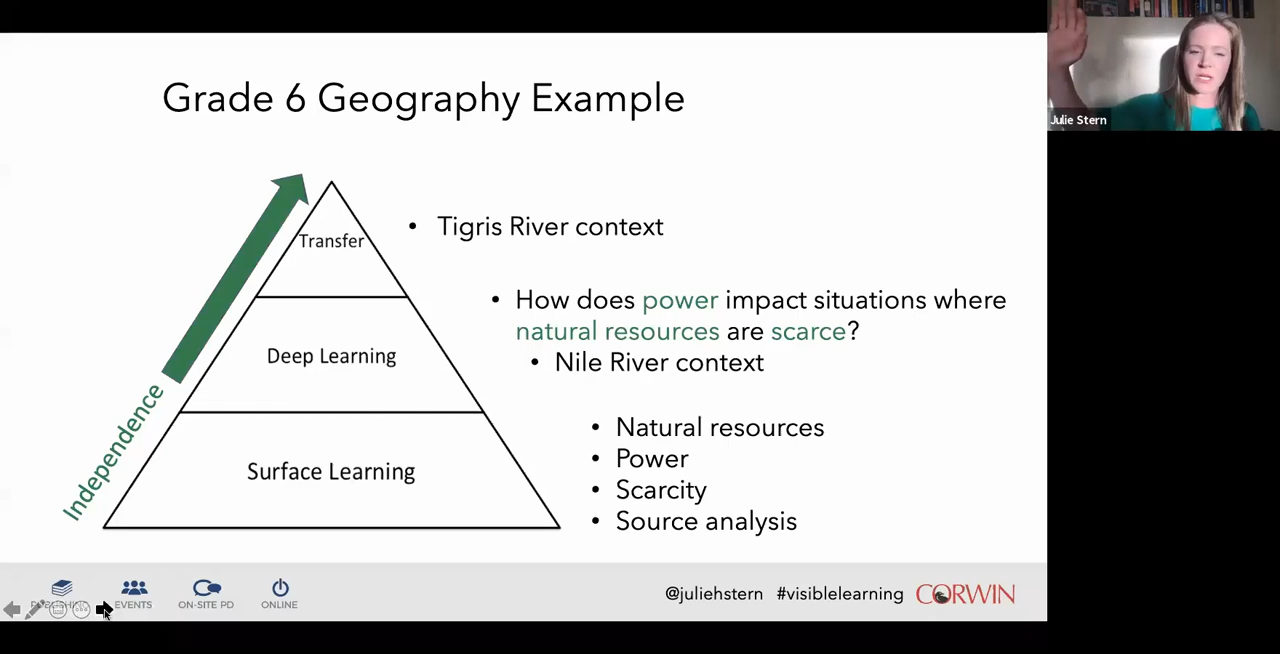 Grade 6 Geography Example
Transfer
Deep Learning
Surface Learning
Independence
• Tigris River context
• How does power impact situations where
natural resources are scarce?
• Nile River context
• Natural resources
• Power
• Scarcity
• Source analysis
EVENTS
ON-SITE PD
ONLINE
@juliehstern #visiblelearning CORWIN
Julie Stern